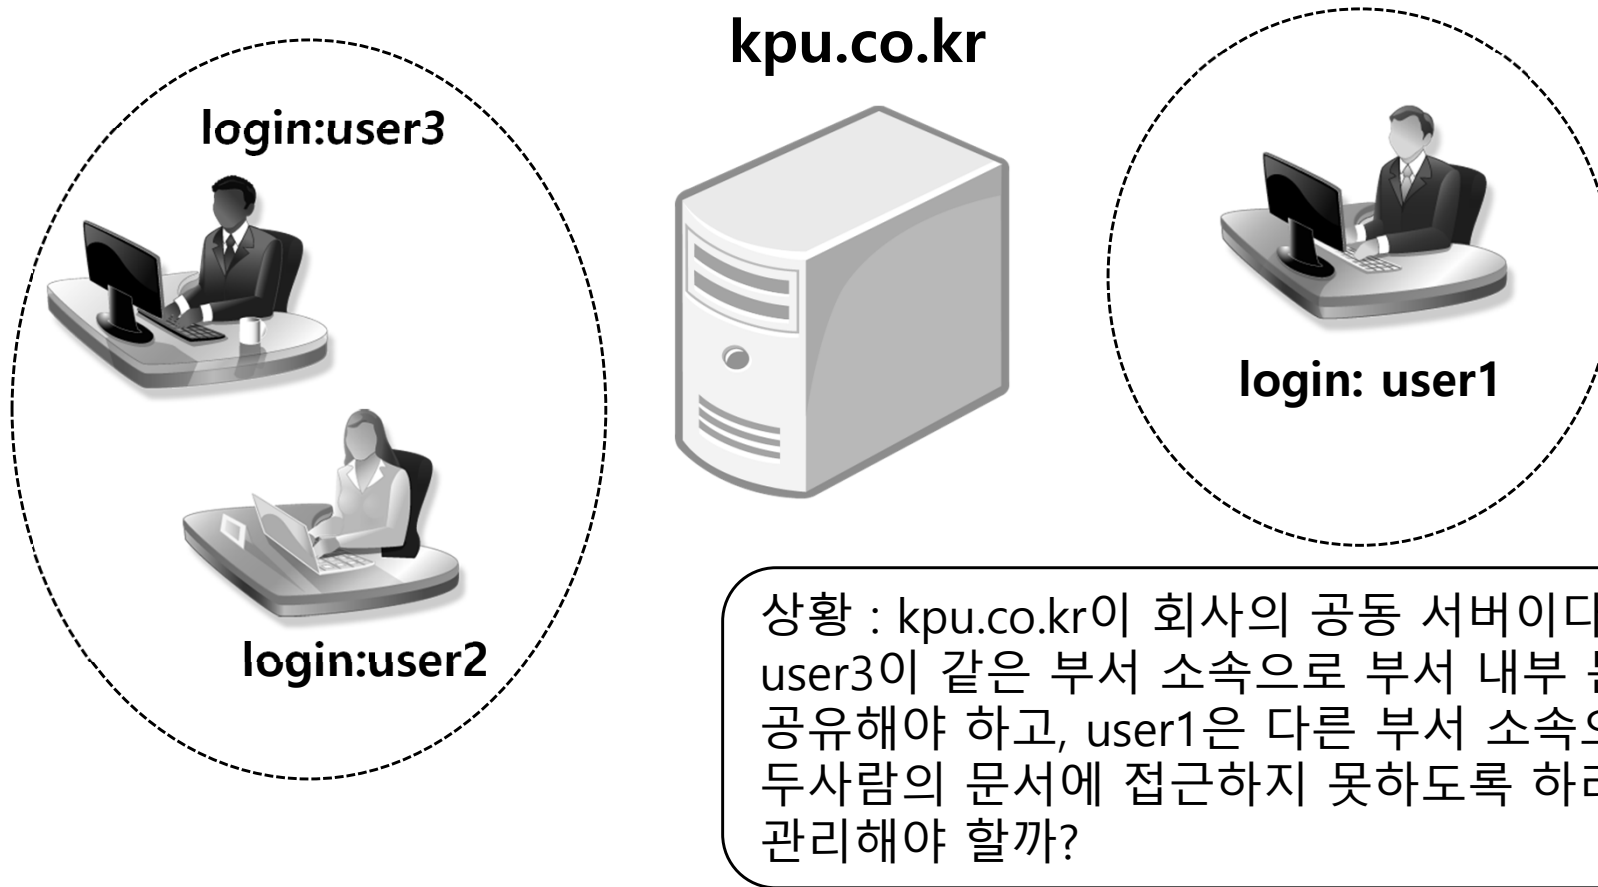 kpu.co.kr
login:user3
login: user1
login:user2
상황 : kpu.co.kr이 회사의 공동 서버이다
user3이 같은 부서 소속으로 부서 내부
공유해야 하고, user1은 다른 부서 소속
두사람의 문서에 접근하지 못하도록
관리해야 할까?